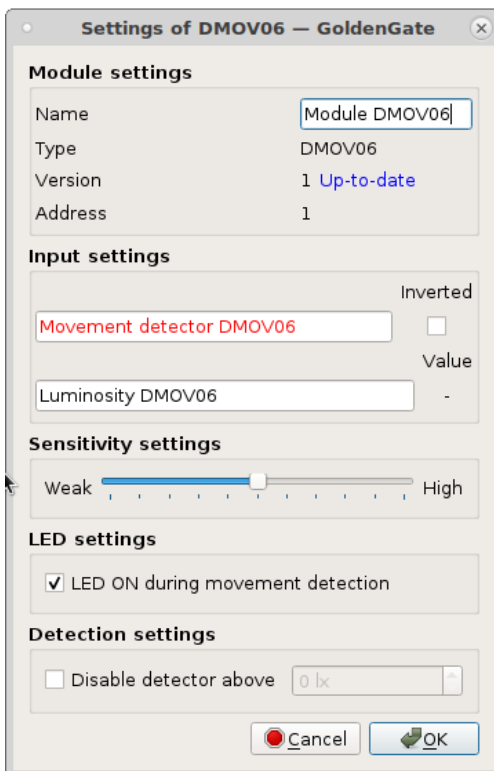 Settings of DMOV06 — GoldenGate
Module settings
Name Module DMOV06
Type DMOV06
Version 1 Up-to-date
Address 1
Input settings
Inverted
Movement detector DMOV06
Value
Luminosity DMOV06 -
Sensitivity settings
Weak High
LED settings
LED ON during movement detection
Detection settings
Disable detector above 0 lx
Cancel OK